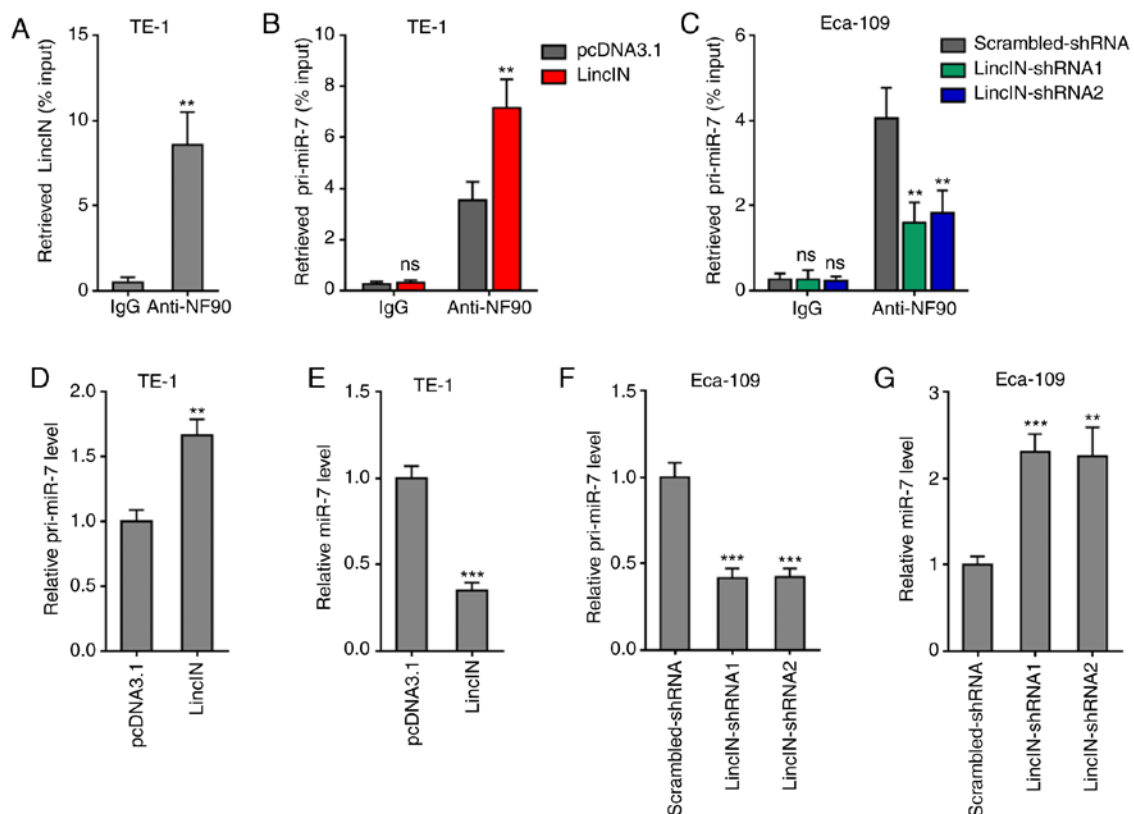 A
TE-1
Retrieved LincIN (% input)
15
10
5
0
**
IgG
Anti-NF90
B
TE-1
Retrieved pri-miR-7 (% input)
10
8
6
4
2
0
ns
**
IgG
Anti-NF90
pcDNA3.1
LincIN
C
Eca-109
Retrieved pri-miR-7 (% input)
6
4
2
0
ns
ns
**
**
IgG
Anti-NF90
Scrambled-shRNA
LincIN-shRNA1
LincIN-shRNA2
D
TE-1
Relative pri-miR-7 level
2.0
1.5
1.0
0.5
0.0
**
pcDNA3.1
LincIN
E
TE-1
Relative miR-7 level
1.5
1.0
0.5
0.0
***
pcDNA3.1
LincIN
F
Eca-109
Relative pri-miR-7 level
1.5
1.0
0.5
0.0
***
***
Scrambled-shRNA
LincIN-shRNA1
LincIN-shRNA2
G
Eca-109
Relative miR-7 level
3
2
1
0
***
**
Scrambled-shRNA
LincIN-shRNA1
LincIN-shRNA2